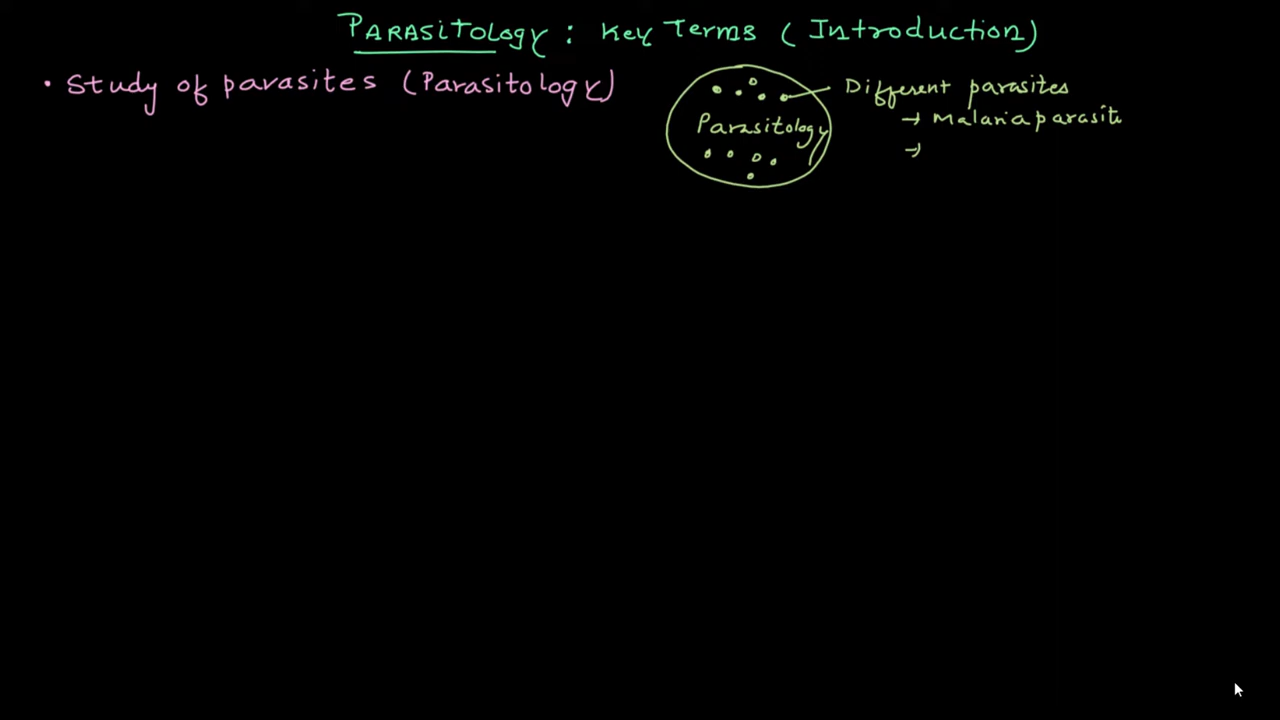 PARASITOLogy : Key Terms ( Introduction )
• Study of parasites ( Parasitology )
Different parasites
→ Malaria parasite
Parasitology
→